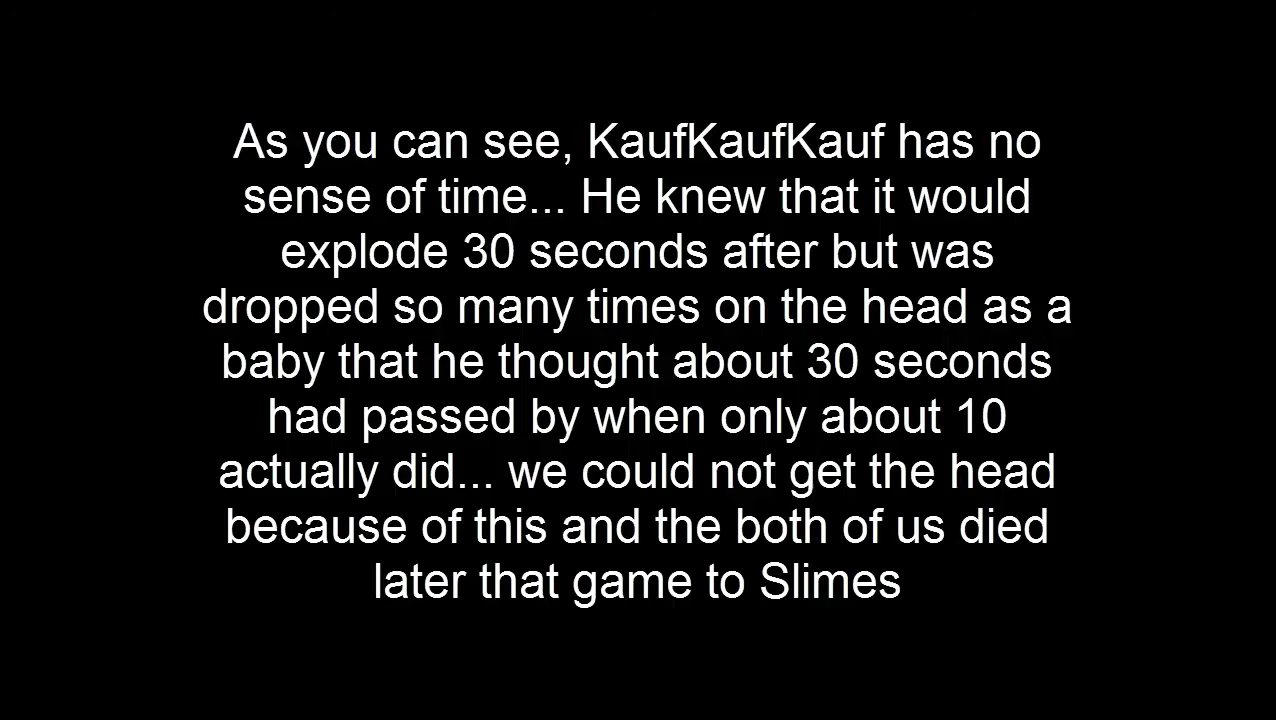 As you can see, KaufKaufKauf has no
sense of time... He knew that it would
explode 30 seconds after but was
dropped so many times on the head as a
baby that he thought about 30 seconds
had passed by when only about 10
actually did... we could not get the head
because of this and the both of us died
later that game to Slimes